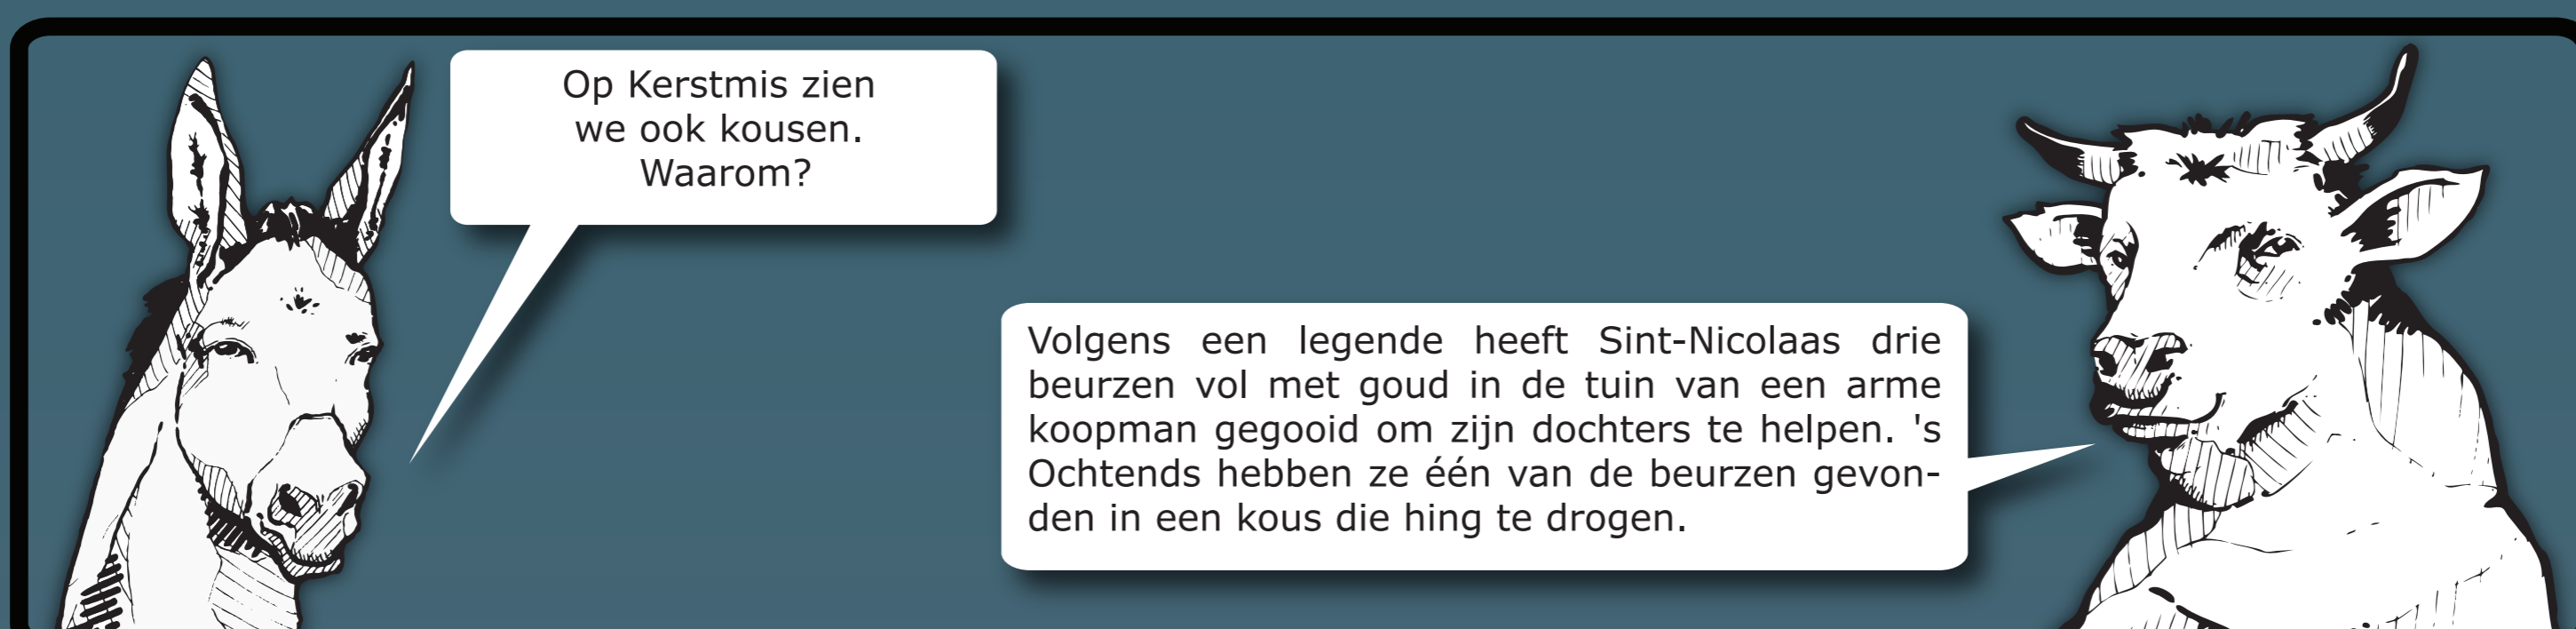 Op Kerstmis zien
we ook kousen.
Waarom?
Volgens een legende heeft Sint-Nicolaas drie
beurzen vol met goud in de tuin van een arme
koopman gegooid om zijn dochters te helpen. 's
Ochtends hebben ze één van de beurzen gevon-
den in een kous die hing te drogen.